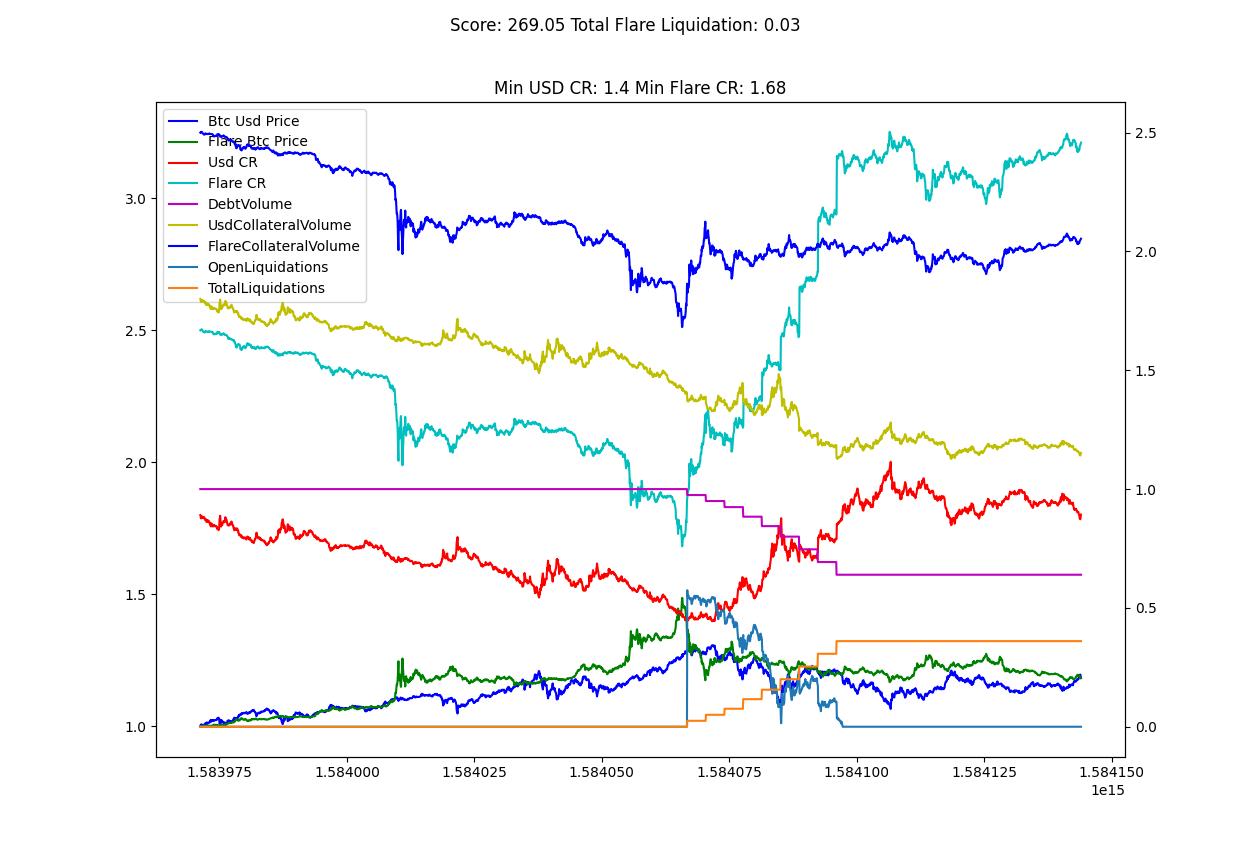 Score: 269.05 Total Flare Liquidation: 0.03
Min USD CR: 1.4 Min Flare CR: 1.68
Btc Usd Price
Flare Btc Price
Usd CR
Flare CR
DebtVolume
UsdCollateralVolume
FlareCollateralVolume
OpenLiquidations
TotalLiquidations
3.0
2.5
2.0
1.5
1.0
2.5
2.0
1.5
1.0
0.5
0.0
1.583975 1.584000 1.584025 1.584050 1.584075 1.584100 1.584125 1.584150
1e15